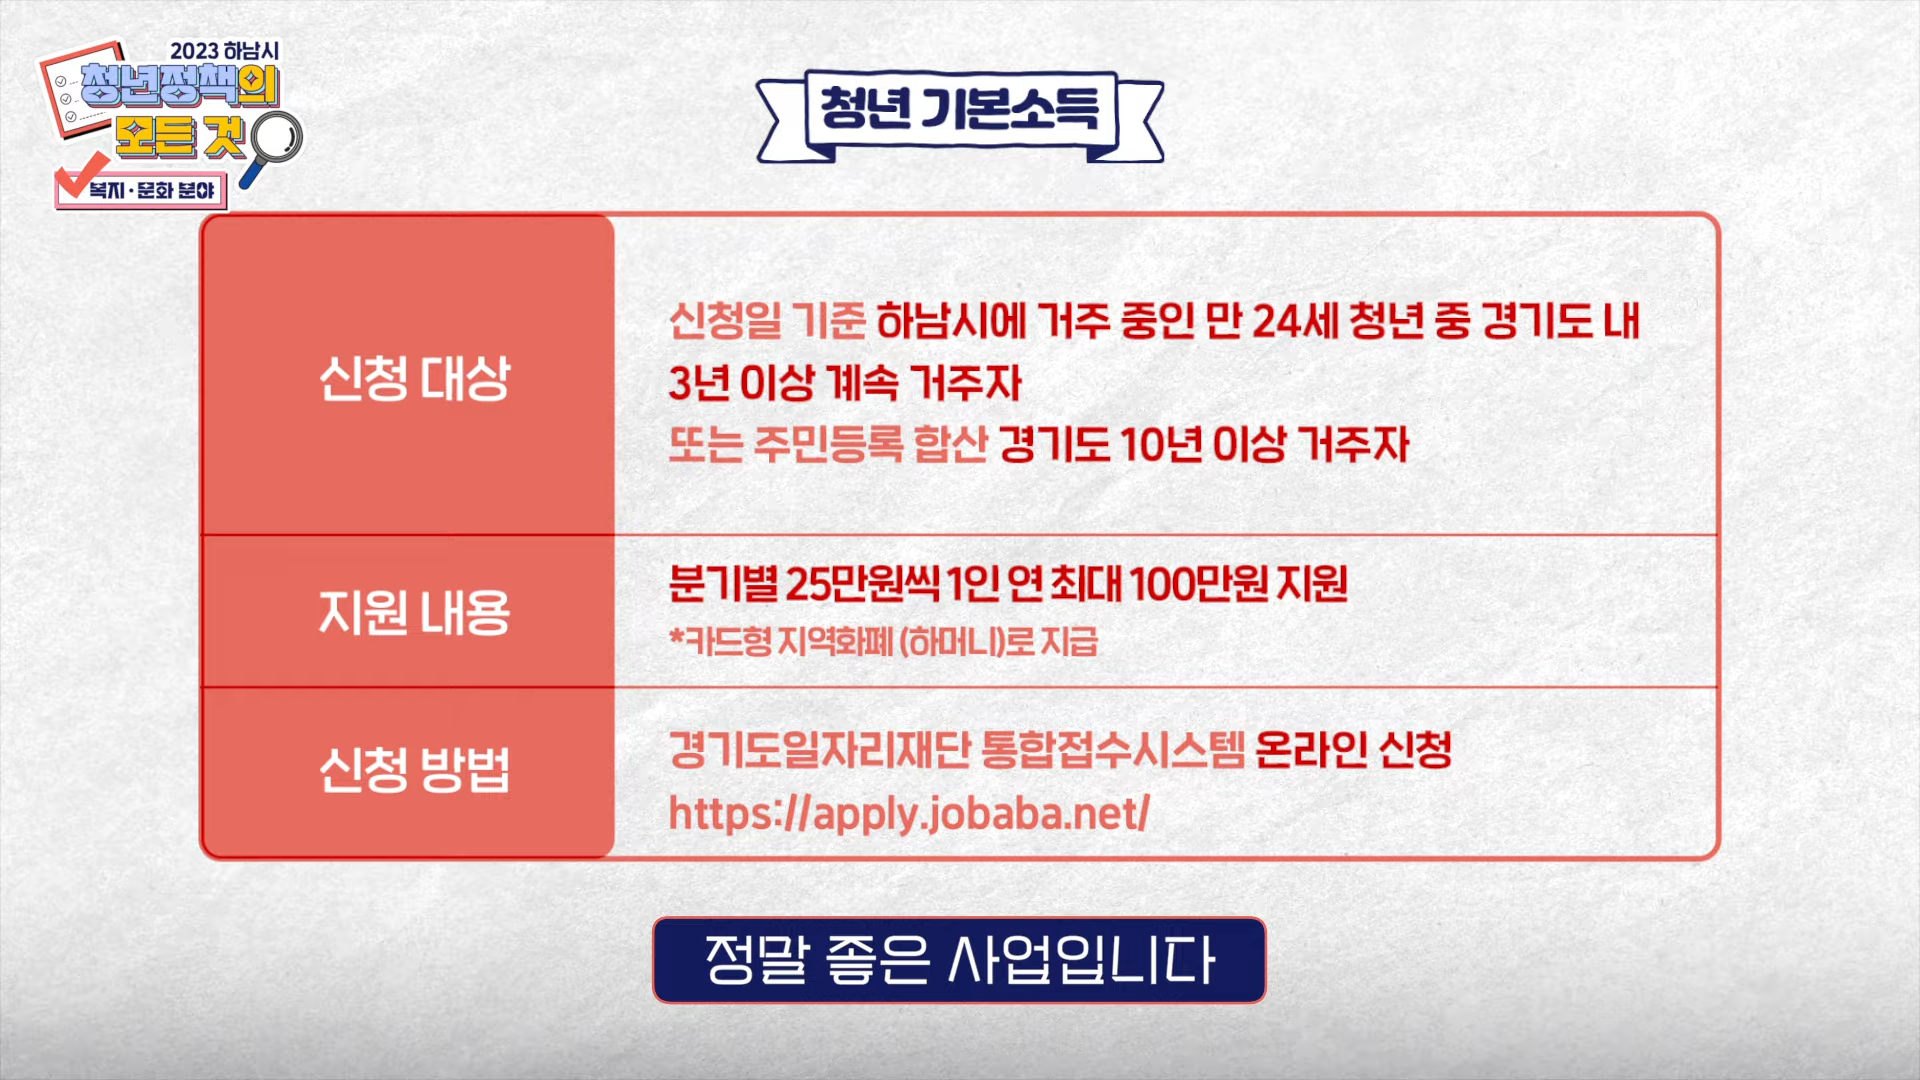 2023 하남시
청년정책의
모든 것
복지·문화 분야
청년 기본소득
신청 대상
신청일 기준 하남시에 거주 중인 만 24세 청년 중 경기도 내
3년 이상 계속 거주자
또는 주민등록 합산 경기도 10년 이상 거주자
지원 내용
분기별 25만원씩 1인 연 최대 100만원 지원
*카드형 지역화폐 (하머니)로 지급
신청 방법
경기도일자리재단 통합접수시스템 온라인 신청
https://apply.jobaba.net/
정말 좋은 사업입니다